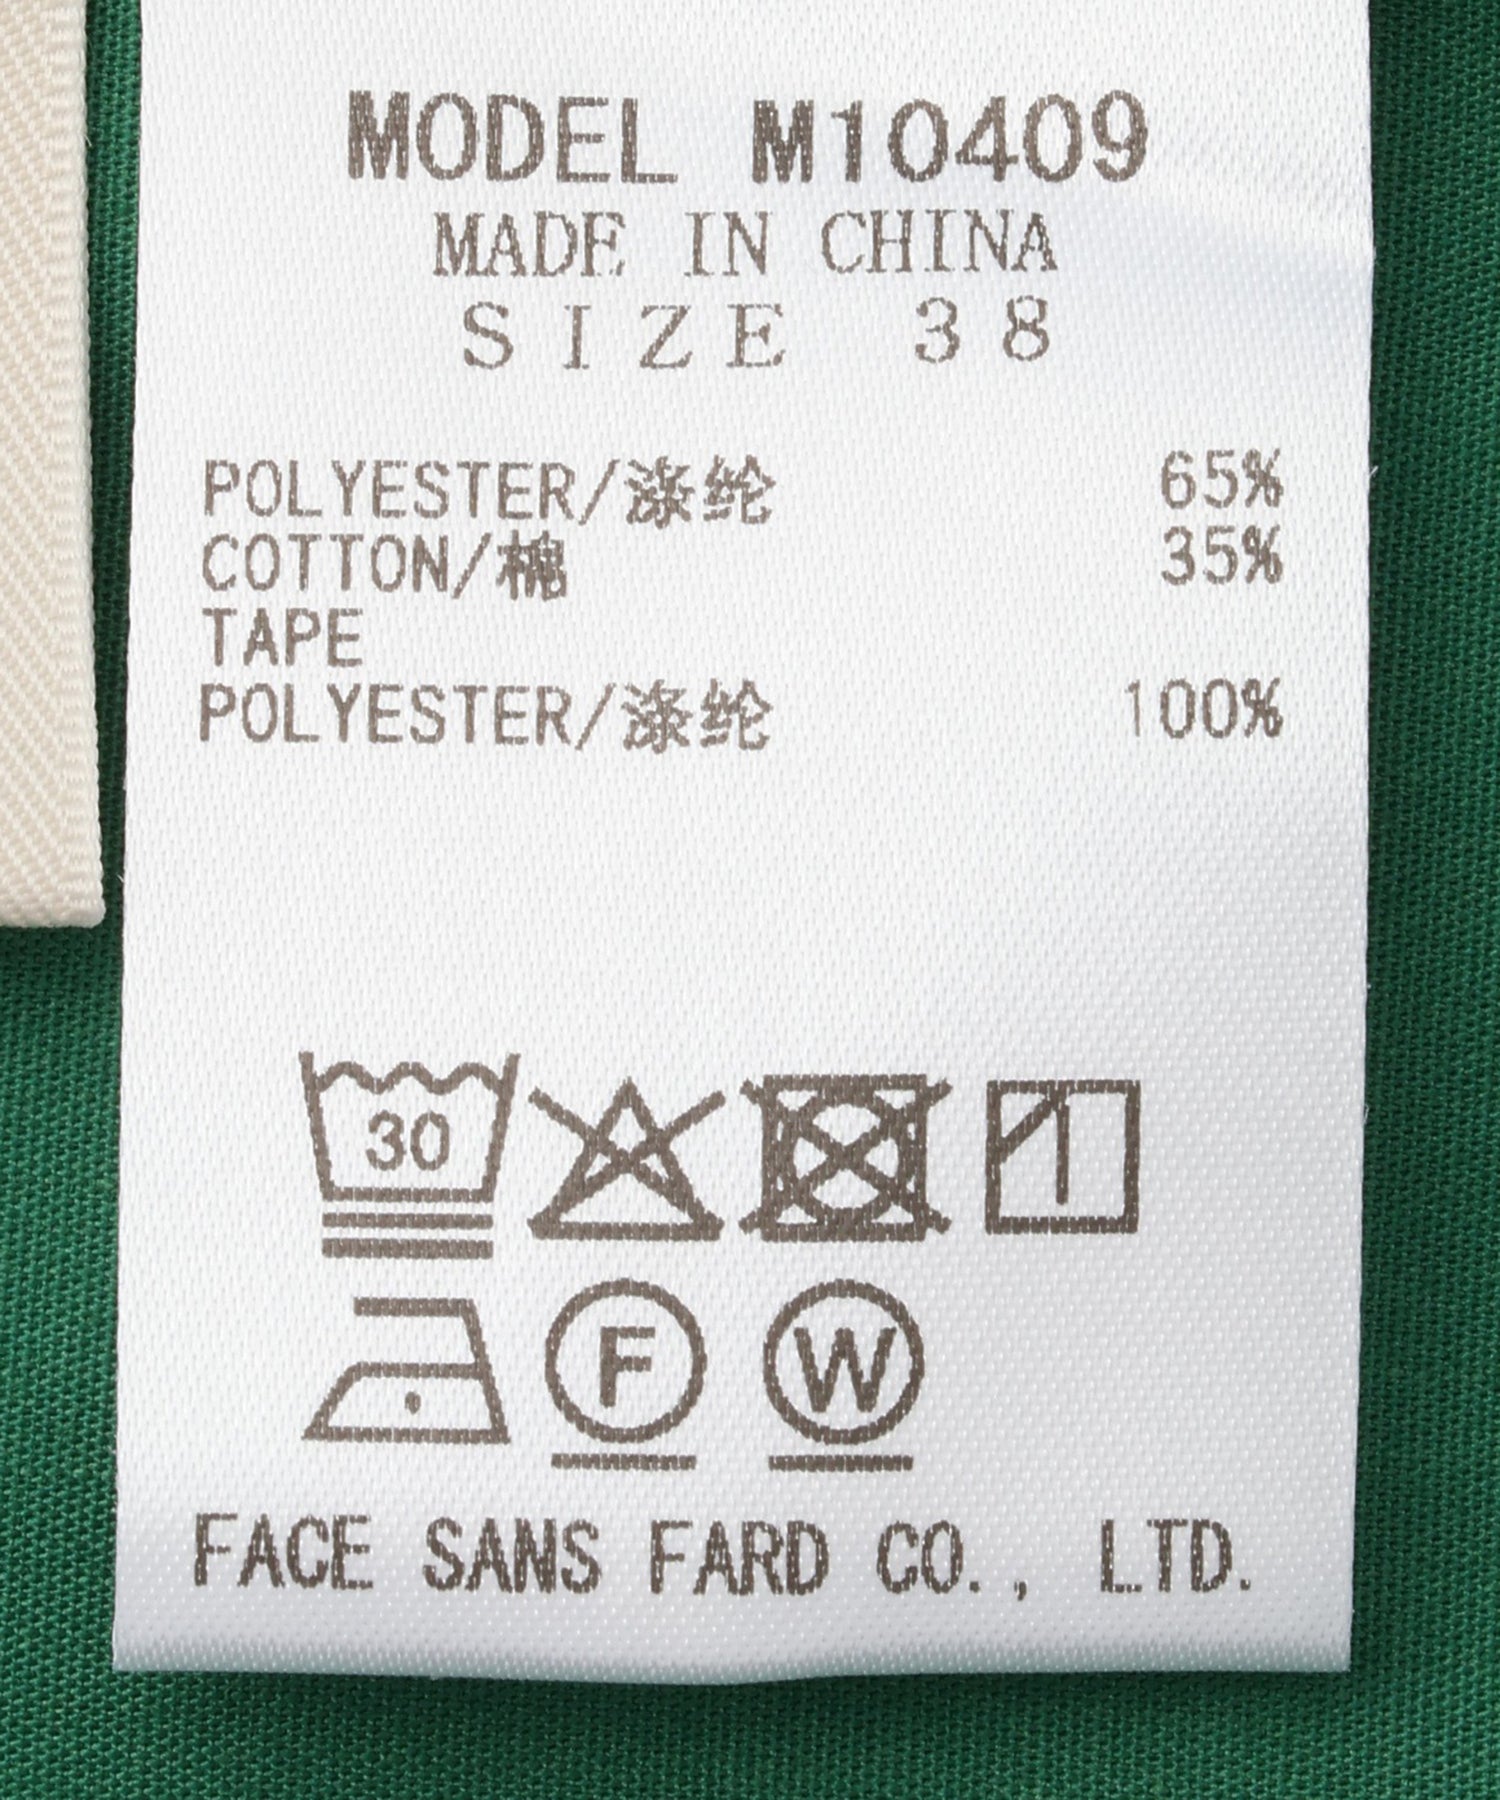 MODEL M10409
MADE IN CHINA
SIZE 38
POLYESTER/涤纶 65%
COTTON/棉 35%
TAPE
POLYESTER/涤纶 100%
30
F W
FACE SANS FARD CO., LTD.